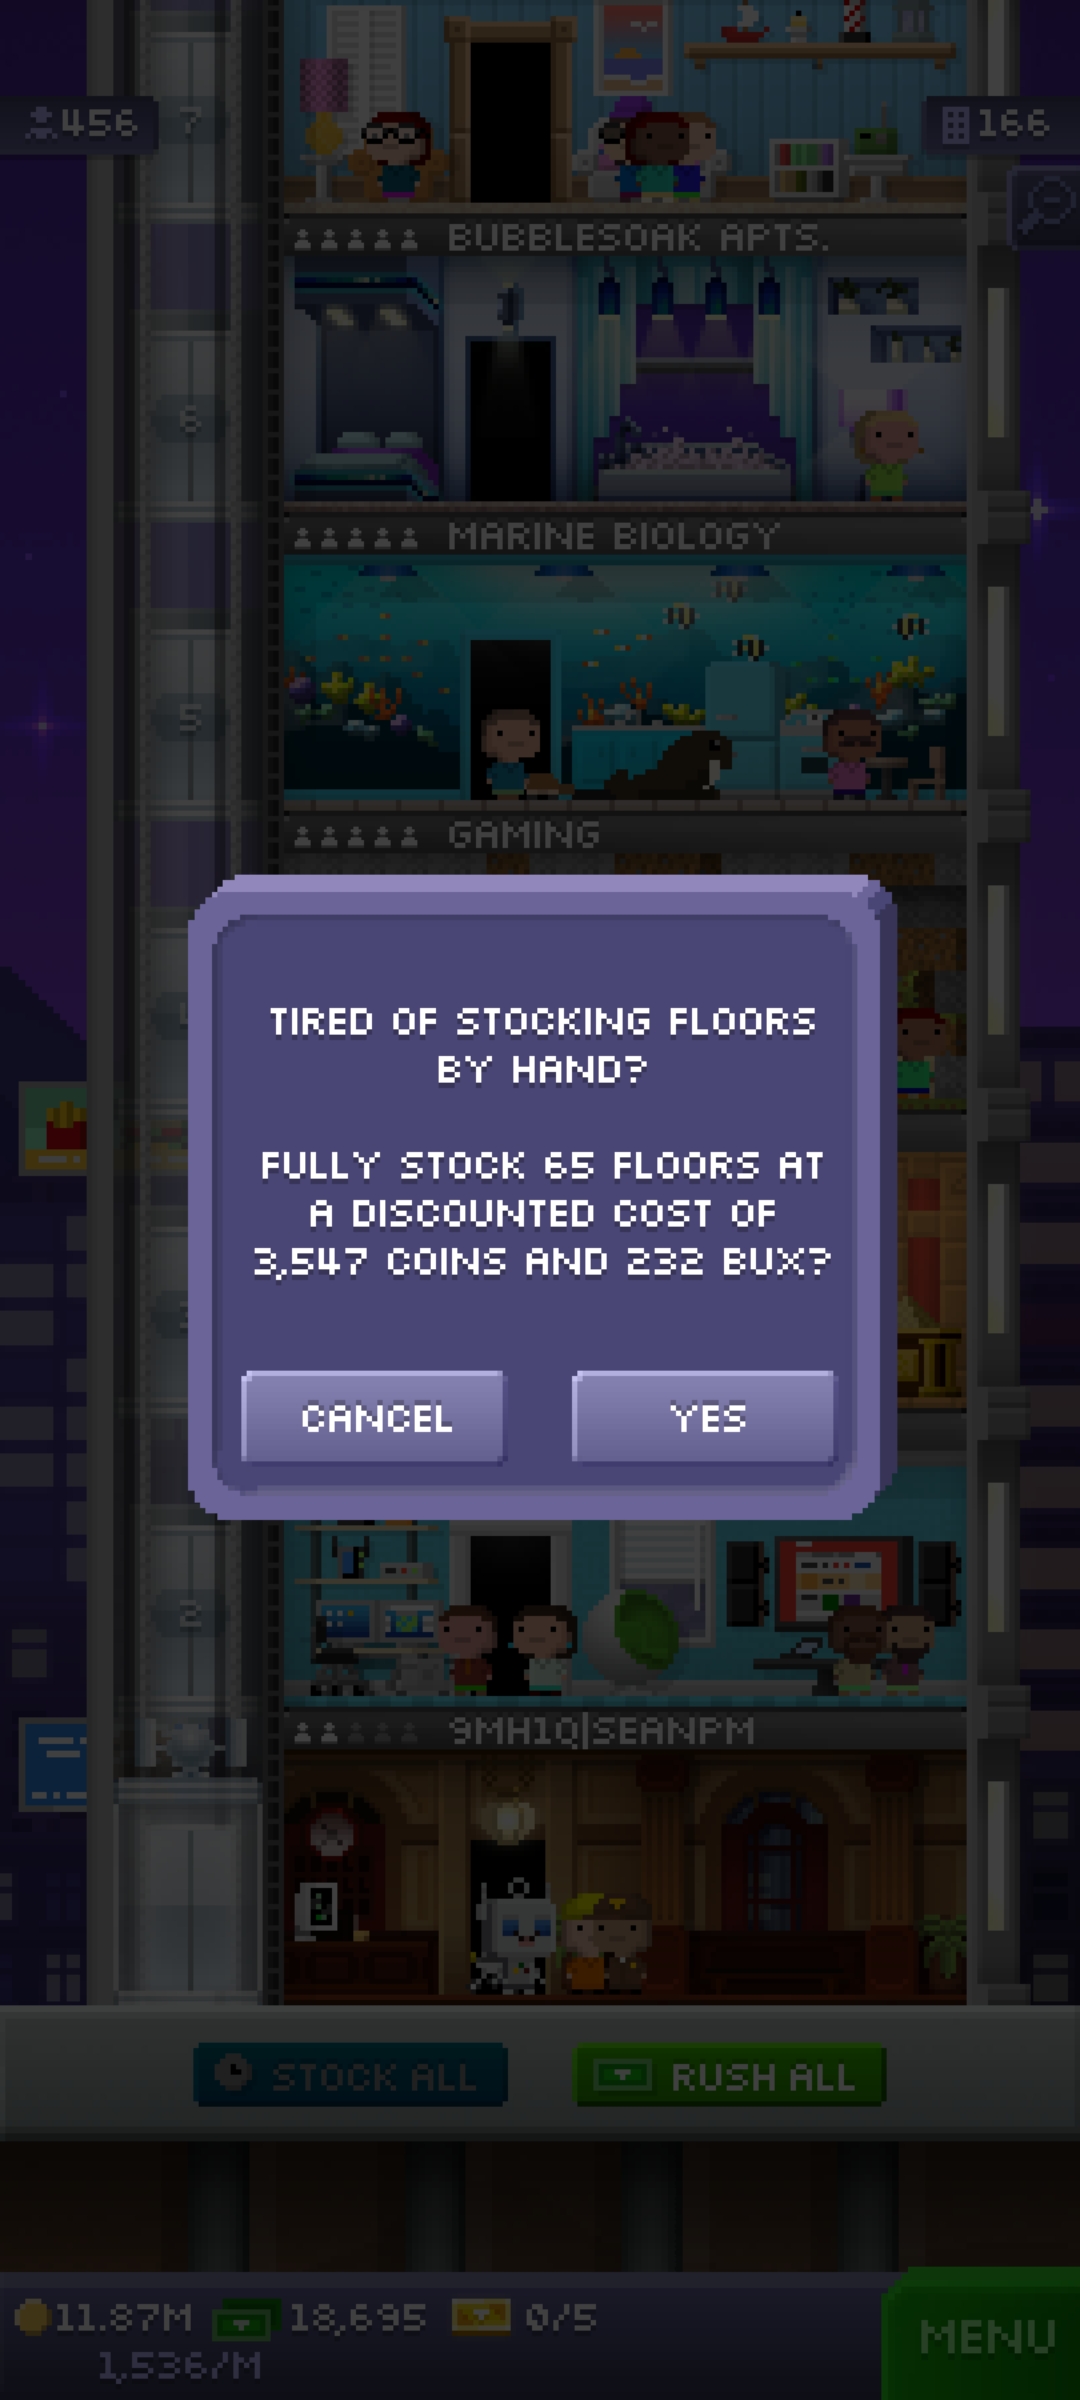 456
7
166
BUBBLESOAK APTS.
6
MARINE BIOLOGY
5
GAMING
TIRED OF STOCKING FLOORS
BY HAND?
FULLY STOCK 65 FLOORS AT
A DISCOUNTED COST OF
3,547 COINS AND 232 BUX?
CANCEL
YES
2
9MH1Q|SEANPM
STOCK ALL
RUSH ALL
11.87M
18,695
0/5
1,536/M
MENU